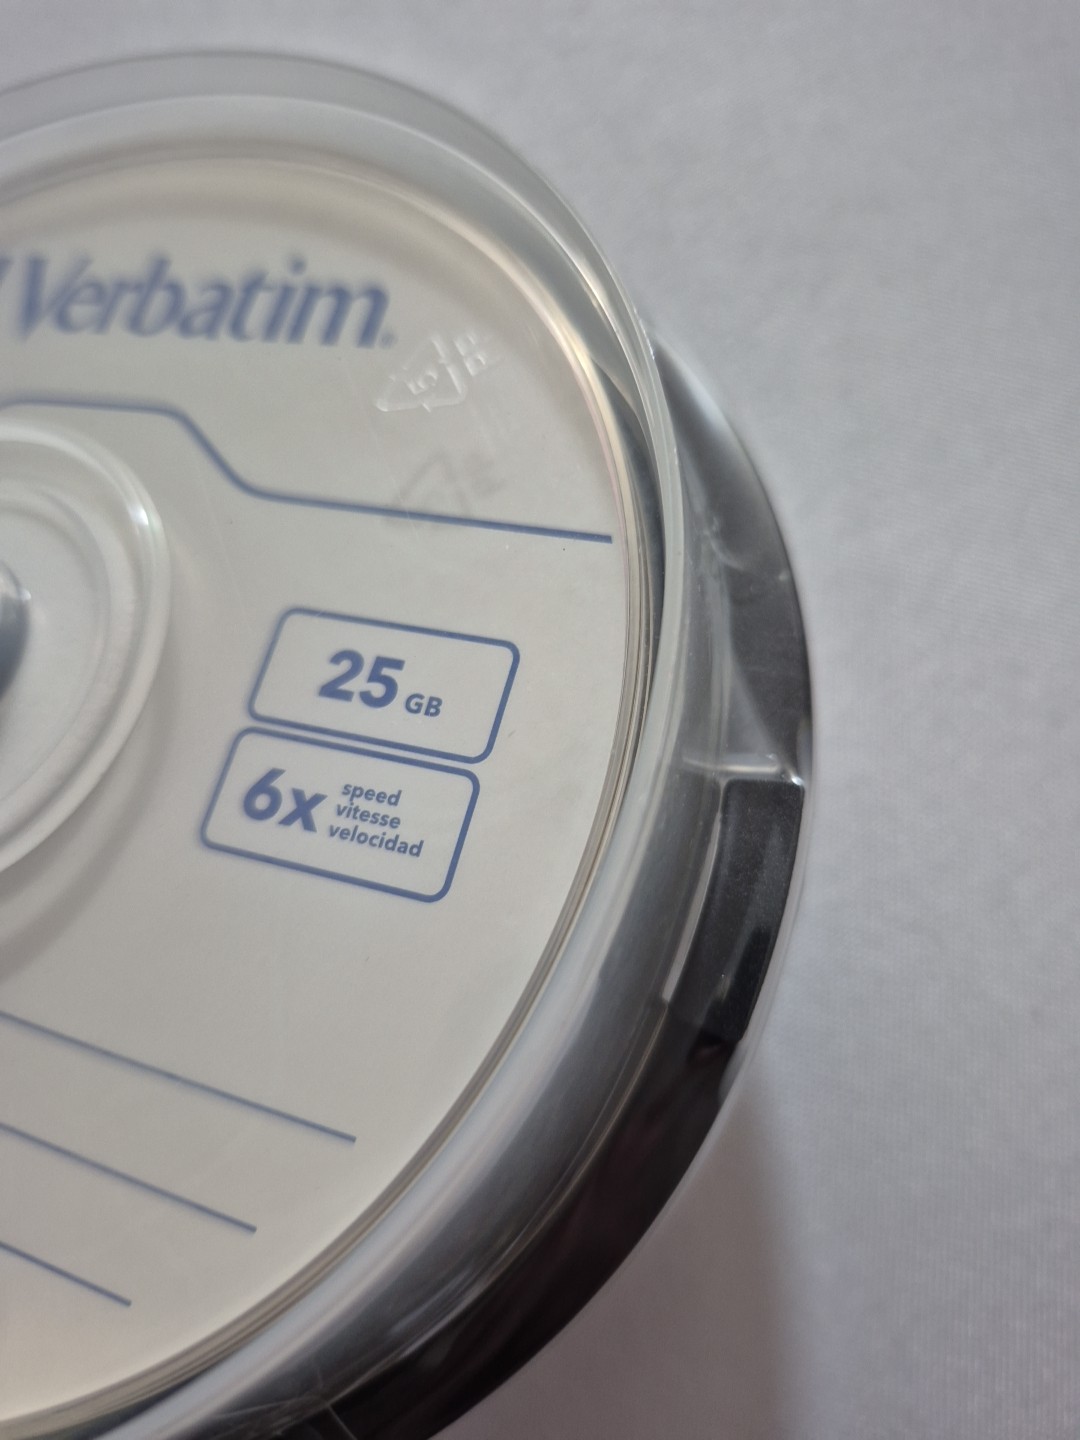 Verbatim
25 GB
6x speed
vitesse
velocidad